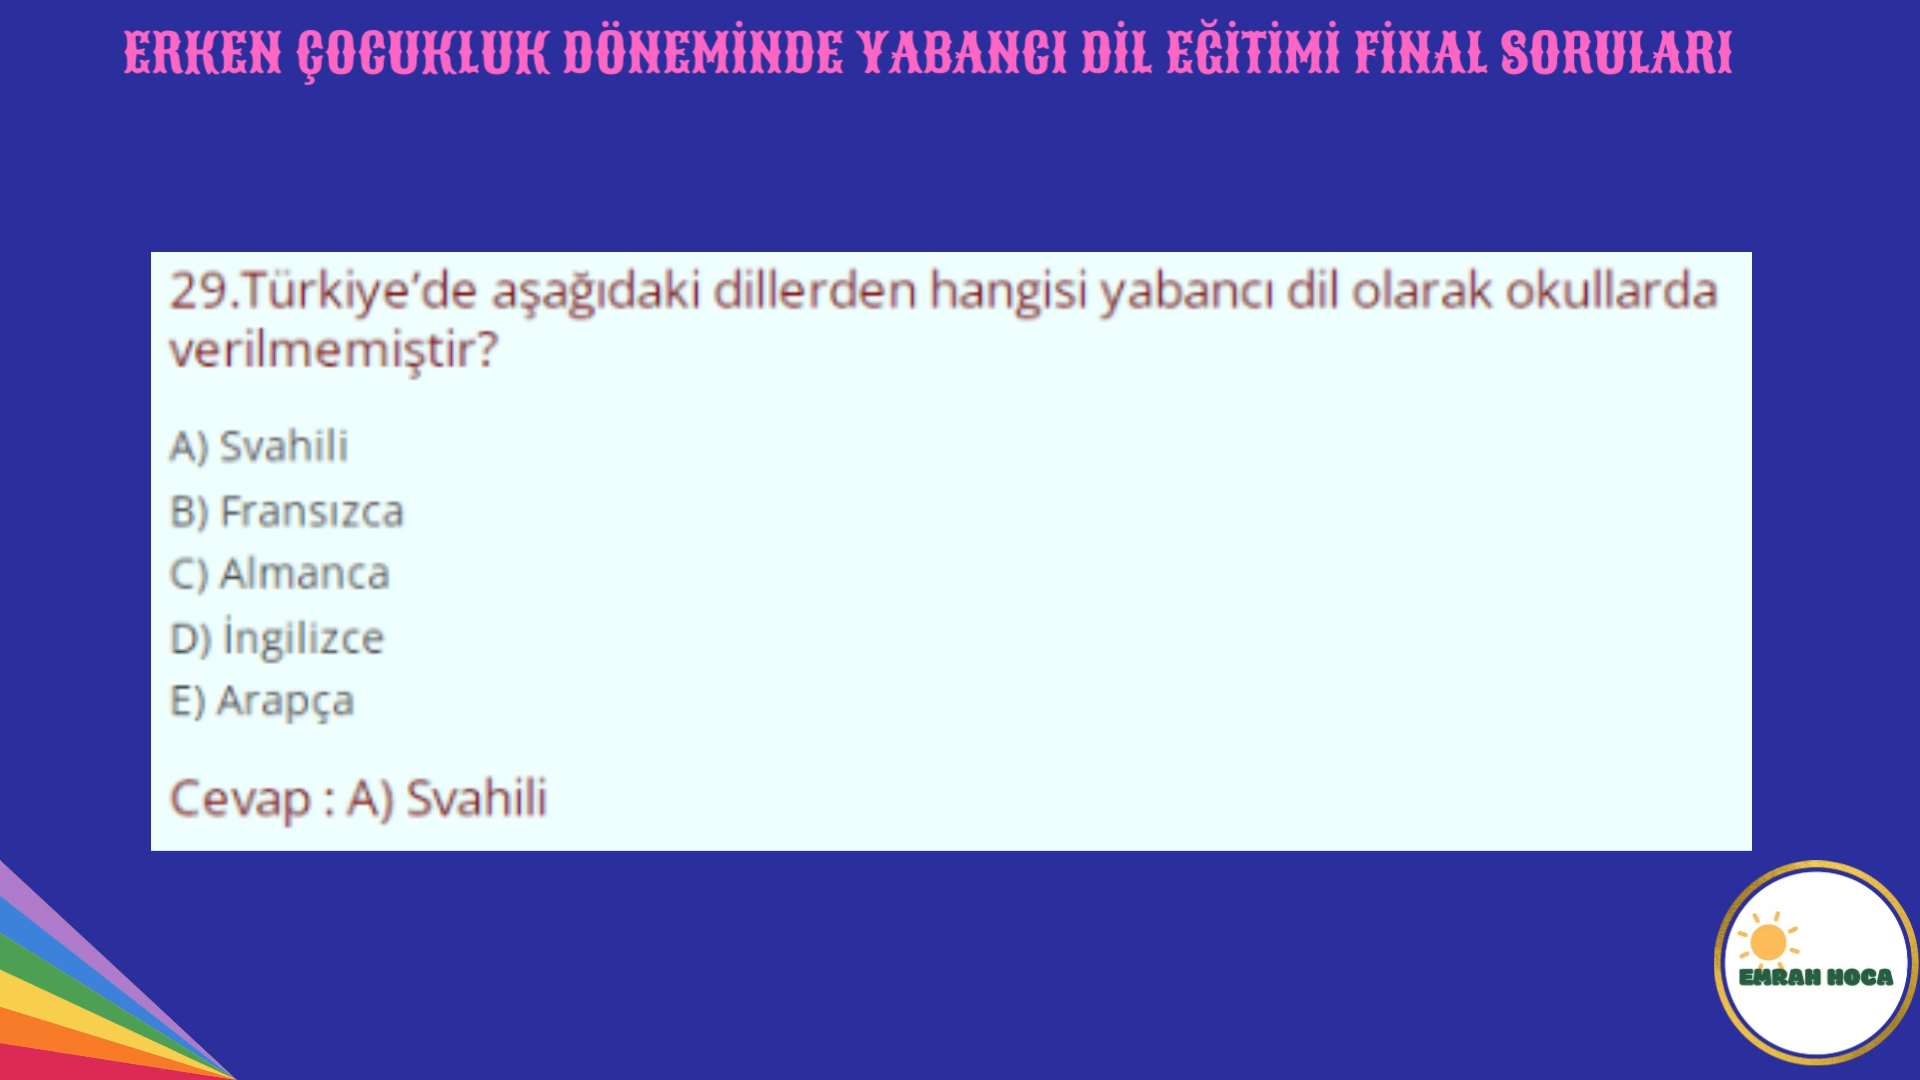 ERKEN ÇOCUKLUK DÖNEMİNDE YABANCI DİL EĞİTİMİ FİNAL SORULARI
29.Türkiye'de aşağıdaki dillerden hangisi yabancı dil olarak okullarda
verilmemiştir?
A) Svahili
B) Fransızca
C) Almanca
D) İngilizce
E) Arapça
Cevap : A) Svahili
EMRAH HOCA